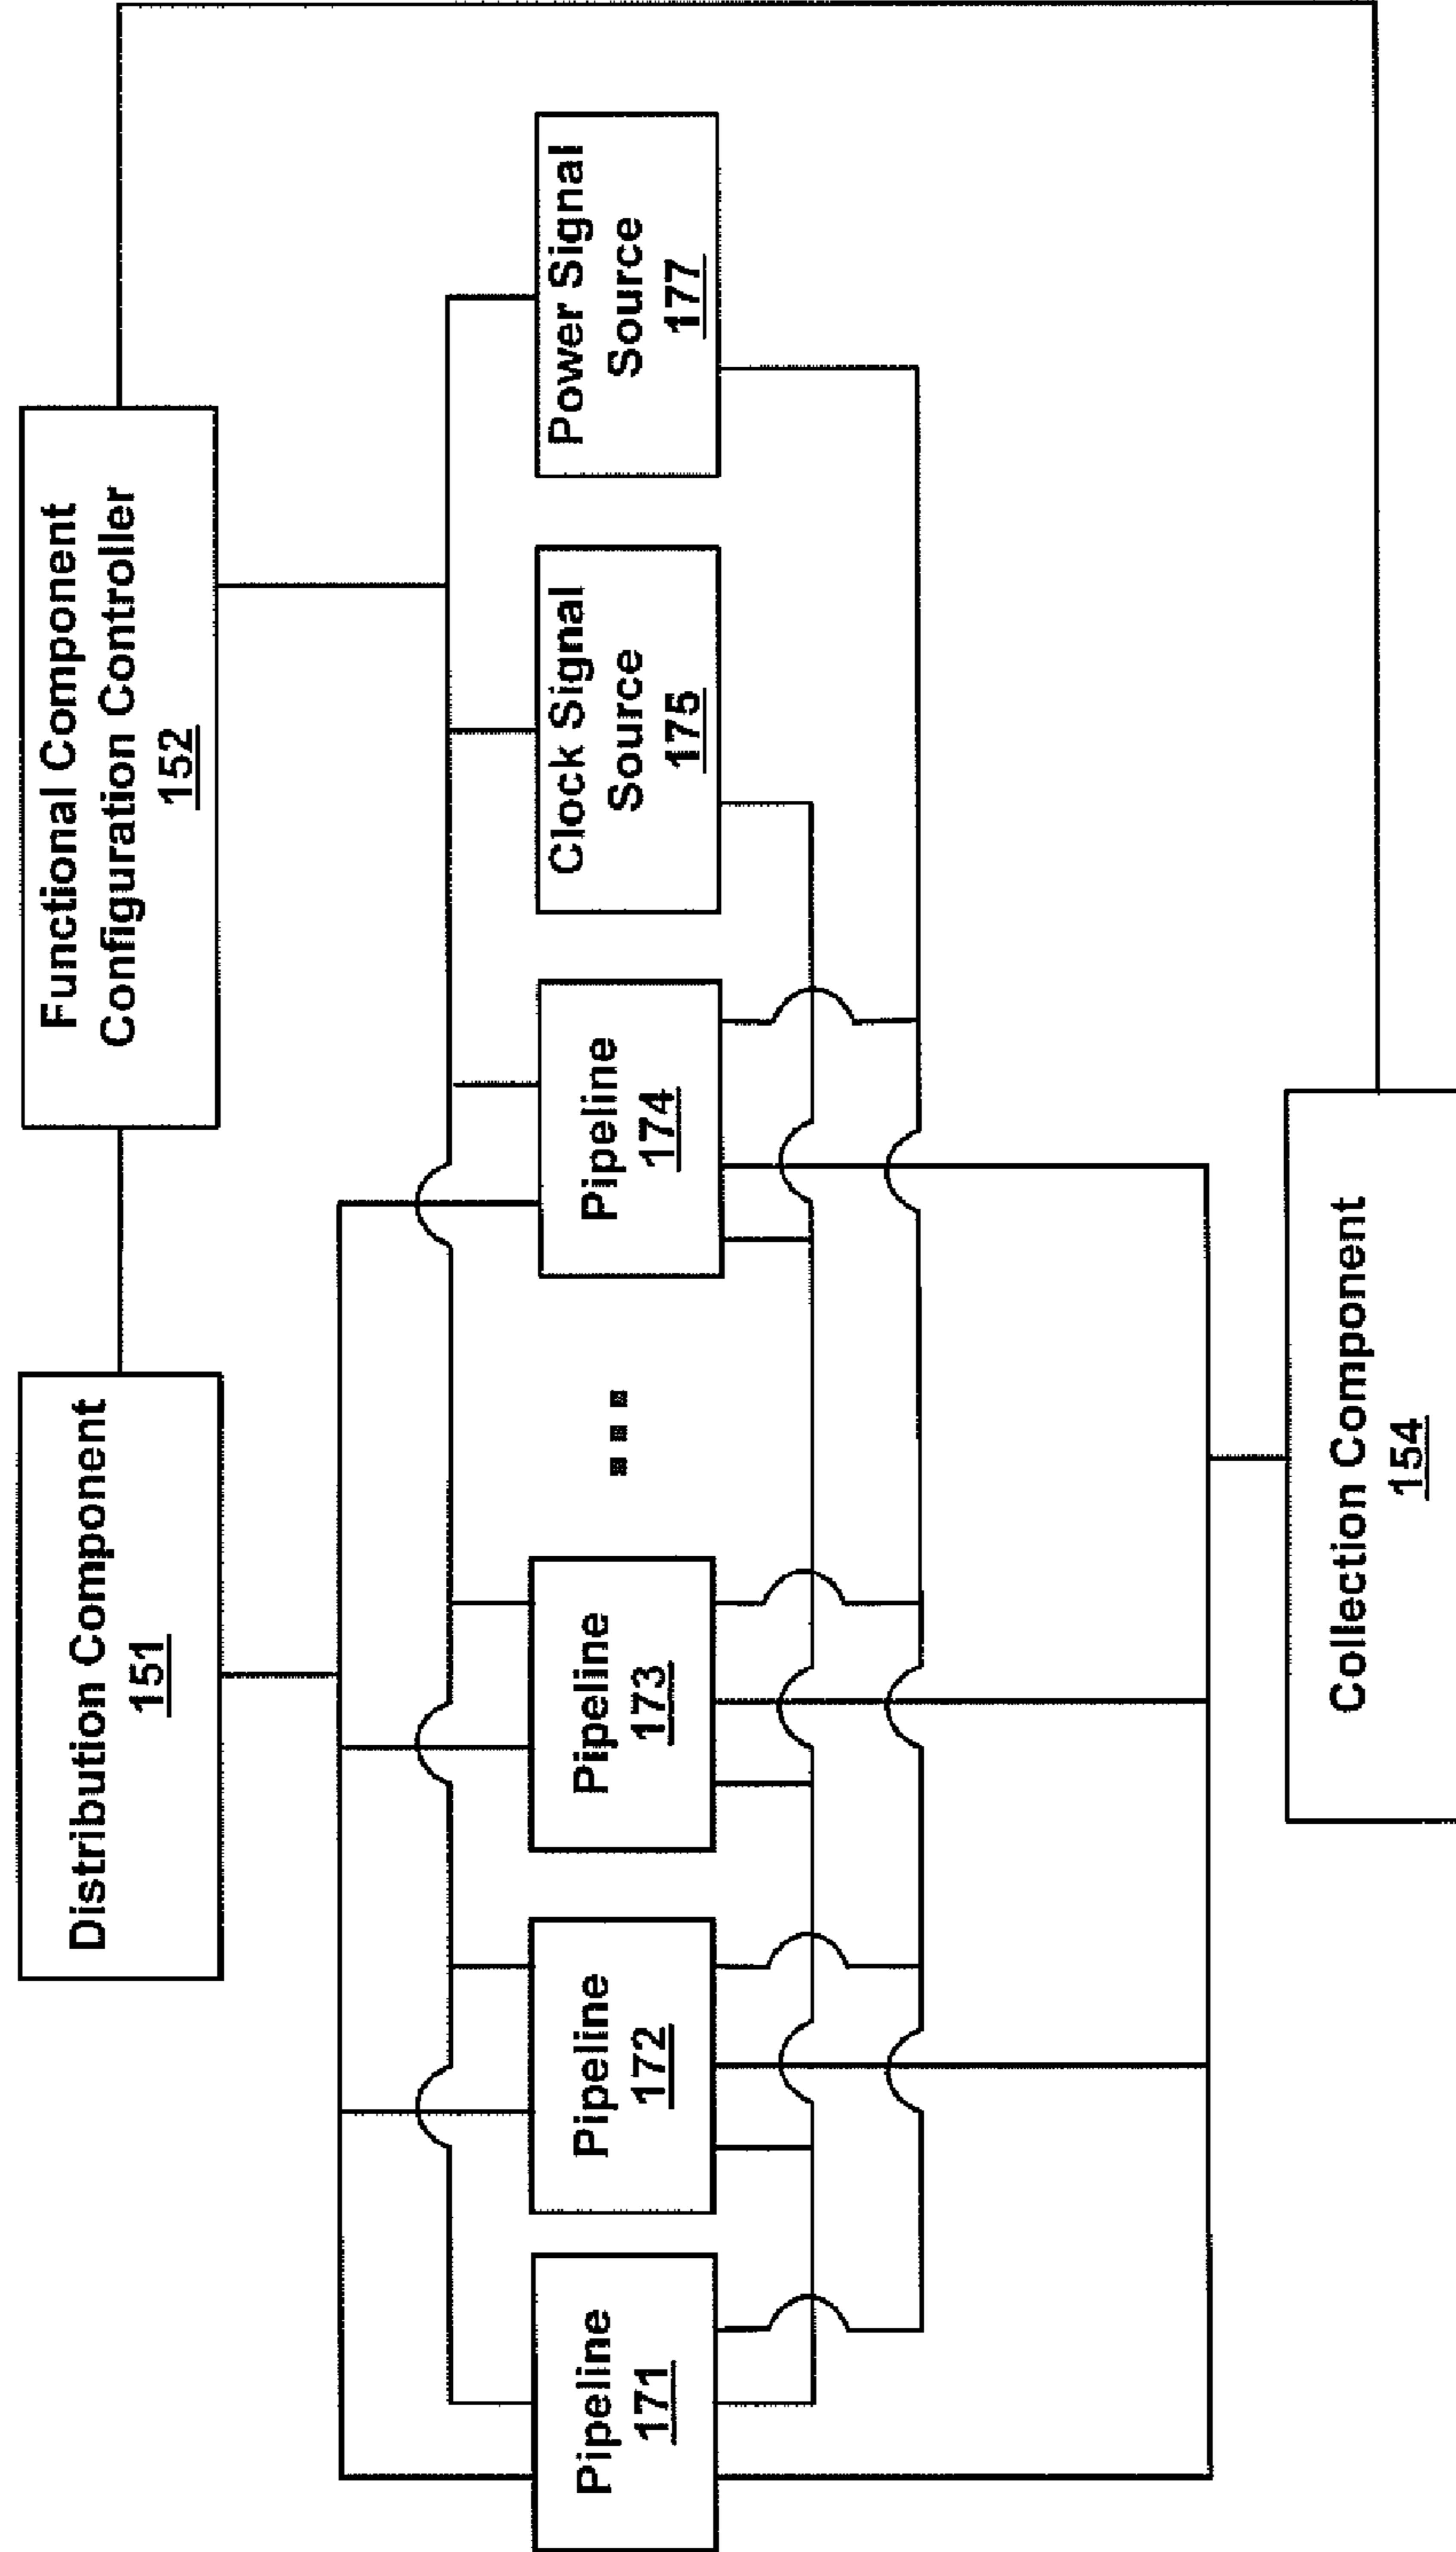 Distribution Component
151
Functional Component
Configuration Controller
152
Pipeline
171
Pipeline
172
Pipeline
173
Pipeline
174
Clock Signal
Source
175
Power Signal
Source
177
Collection Component
154